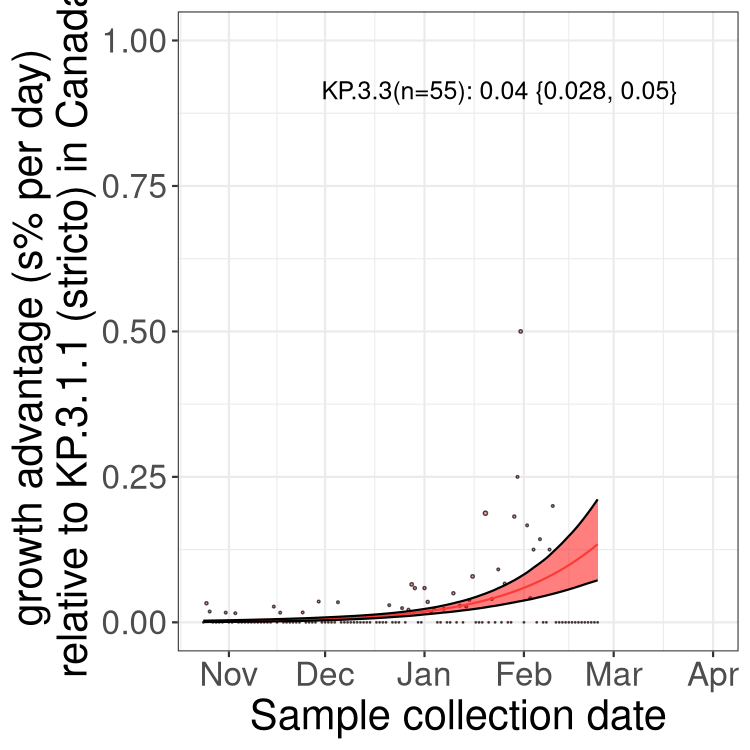 growth advantage (s% per day)
relative to KP.3.1.1 (stricto) in Canada
1.00
0.75
0.50
0.25
0.00
KP.3.3(n=55): 0.04 {0.028, 0.05}
Nov Dec Jan Feb Mar Apr
Sample collection date